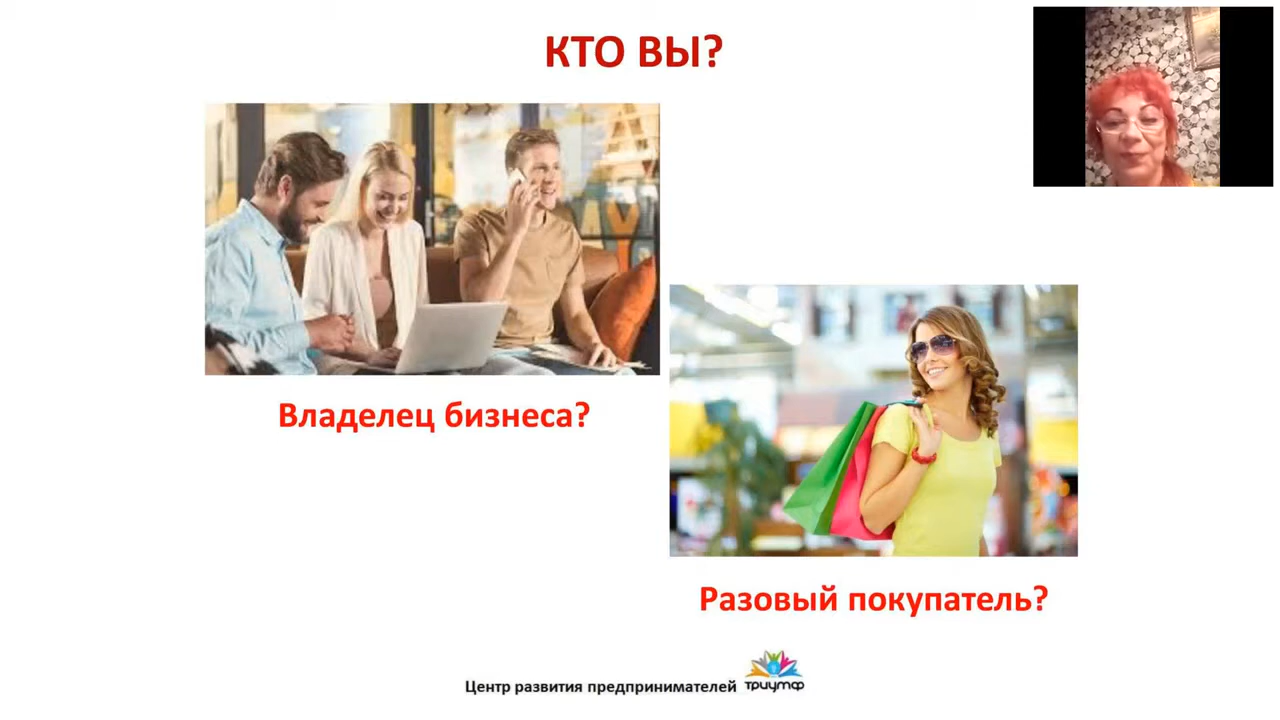 КТО ВЫ?
Владелец бизнеса?
Разовый покупатель?
Центр развития предпринимателей
триумф